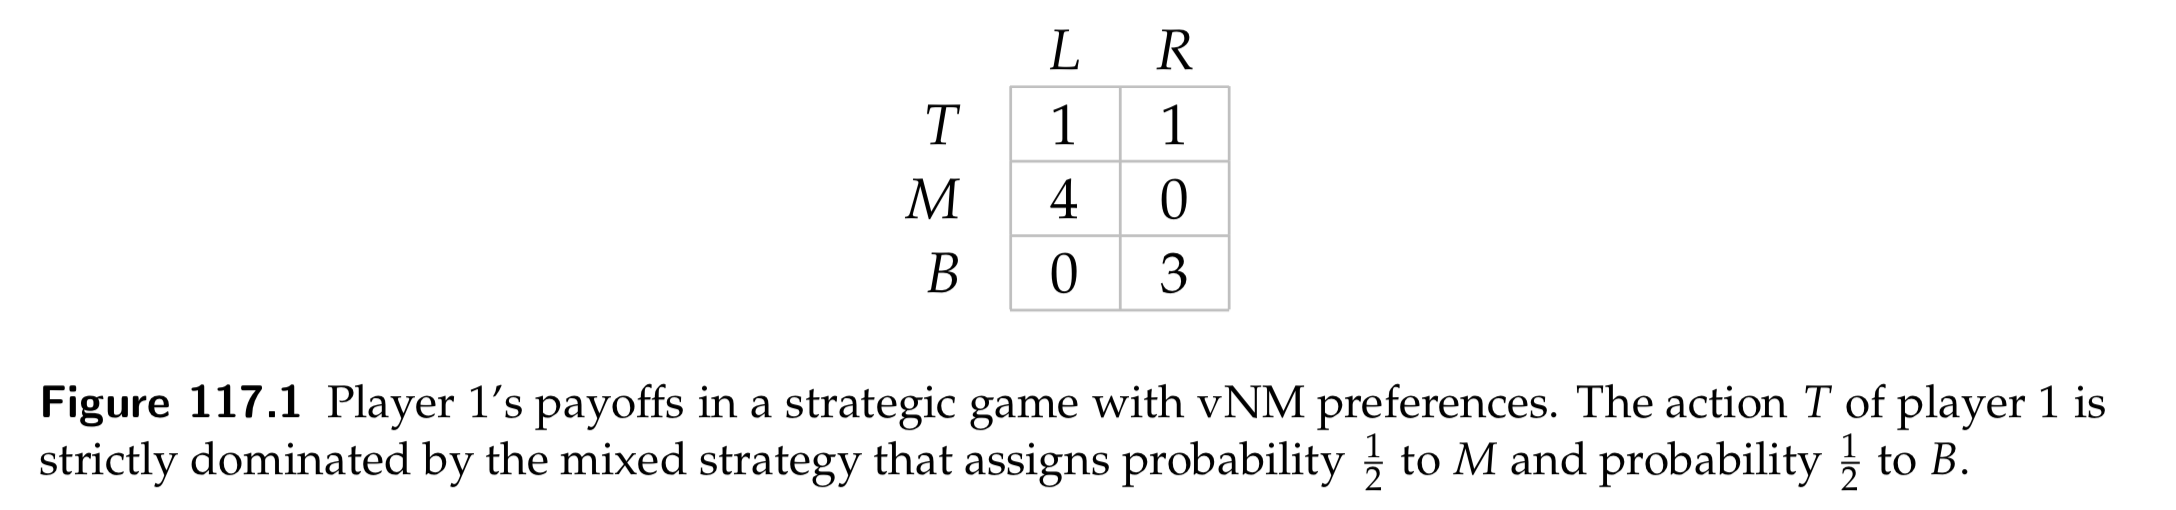 L R
T 1 1
M 4 0
B 0 3
Figure 117.1 Player 1’s payoffs in a strategic game with vNM preferences. The action T of player 1 is
strictly dominated by the mixed strategy that assigns probability 1/2 to M and probability 1/2 to B.